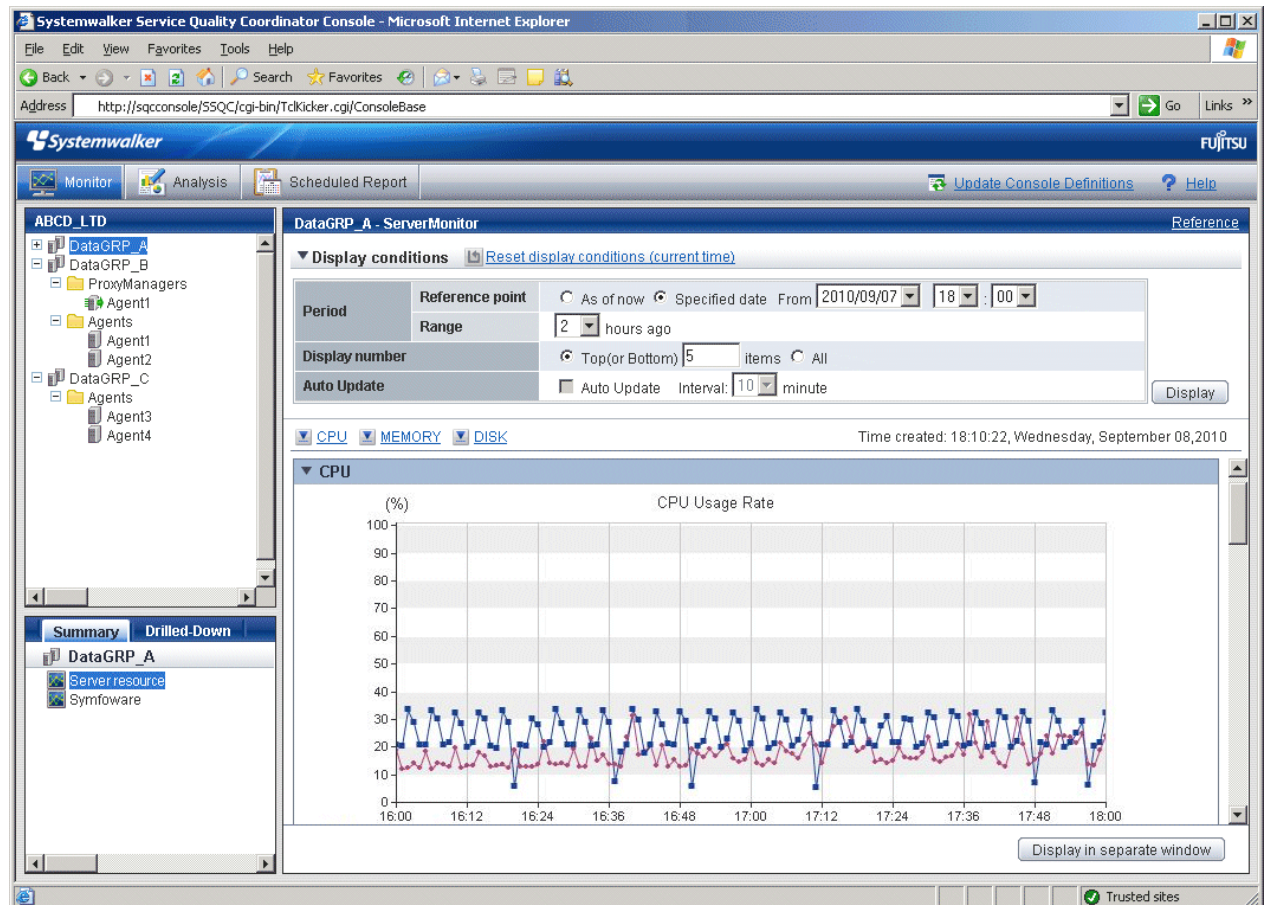 Systemwalker Service Quality Coordinator Console - Microsoft Internet Explorer
File Edit View Favorites Tools Help
Back Search Favorites
Address http://sqcconsole/SSQC/cgi-bin/TclKicker.cgi/ConsoleBase Go Links »
Systemwalker FUJITSU
Monitor Analysis Scheduled Report Update Console Definitions ? Help
ABCD_LTD
DataGRP_A
DataGRP_B
ProxyManagers
Agent1
Agents
Agent1
Agent2
DataGRP_C
Agents
Agent3
Agent4
Summary Drilled-Down
DataGRP_A
Server resource
Symfoware
DataGRP_A - ServerMonitor Reference
Display conditions Reset display conditions (current time)
Period Reference point As of now Specified date From 2010/09/07 18 : 00
Range 2 hours ago
Display number Top(or Bottom) 5 items All
Auto Update Auto Update Interval: 10 minute
Display
CPU MEMORY DISK Time created: 18:10:22, Wednesday, September 08,2010
CPU
(%) CPU Usage Rate
100
90
80
70
60
50
40
30
20
10
0
16:00 16:12 16:24 16:36 16:48 17:00 17:12 17:24 17:36 17:48 18:00
Display in separate window
Trusted sites